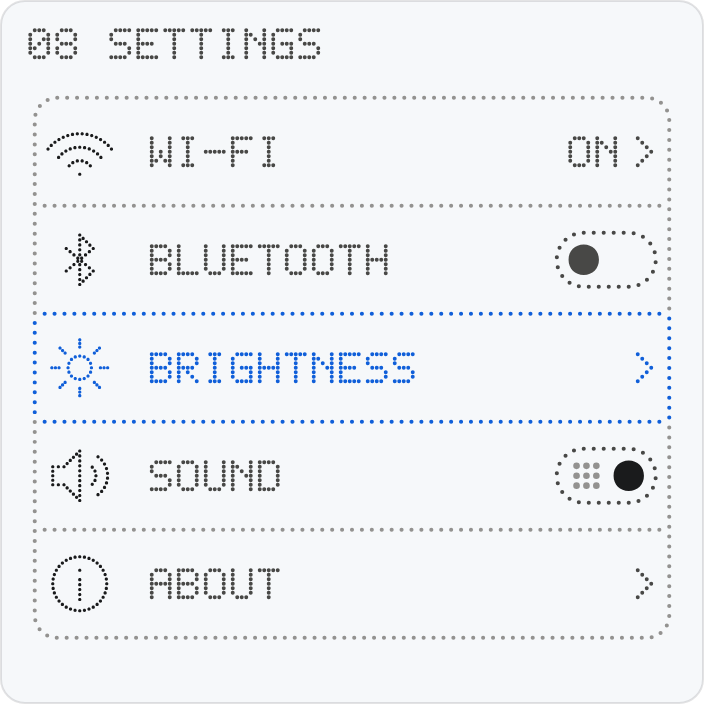 08 SETTINGS
WI-FI ON >
BLUETOOTH
BRIGHTNESS >
SOUND
ABOUT >